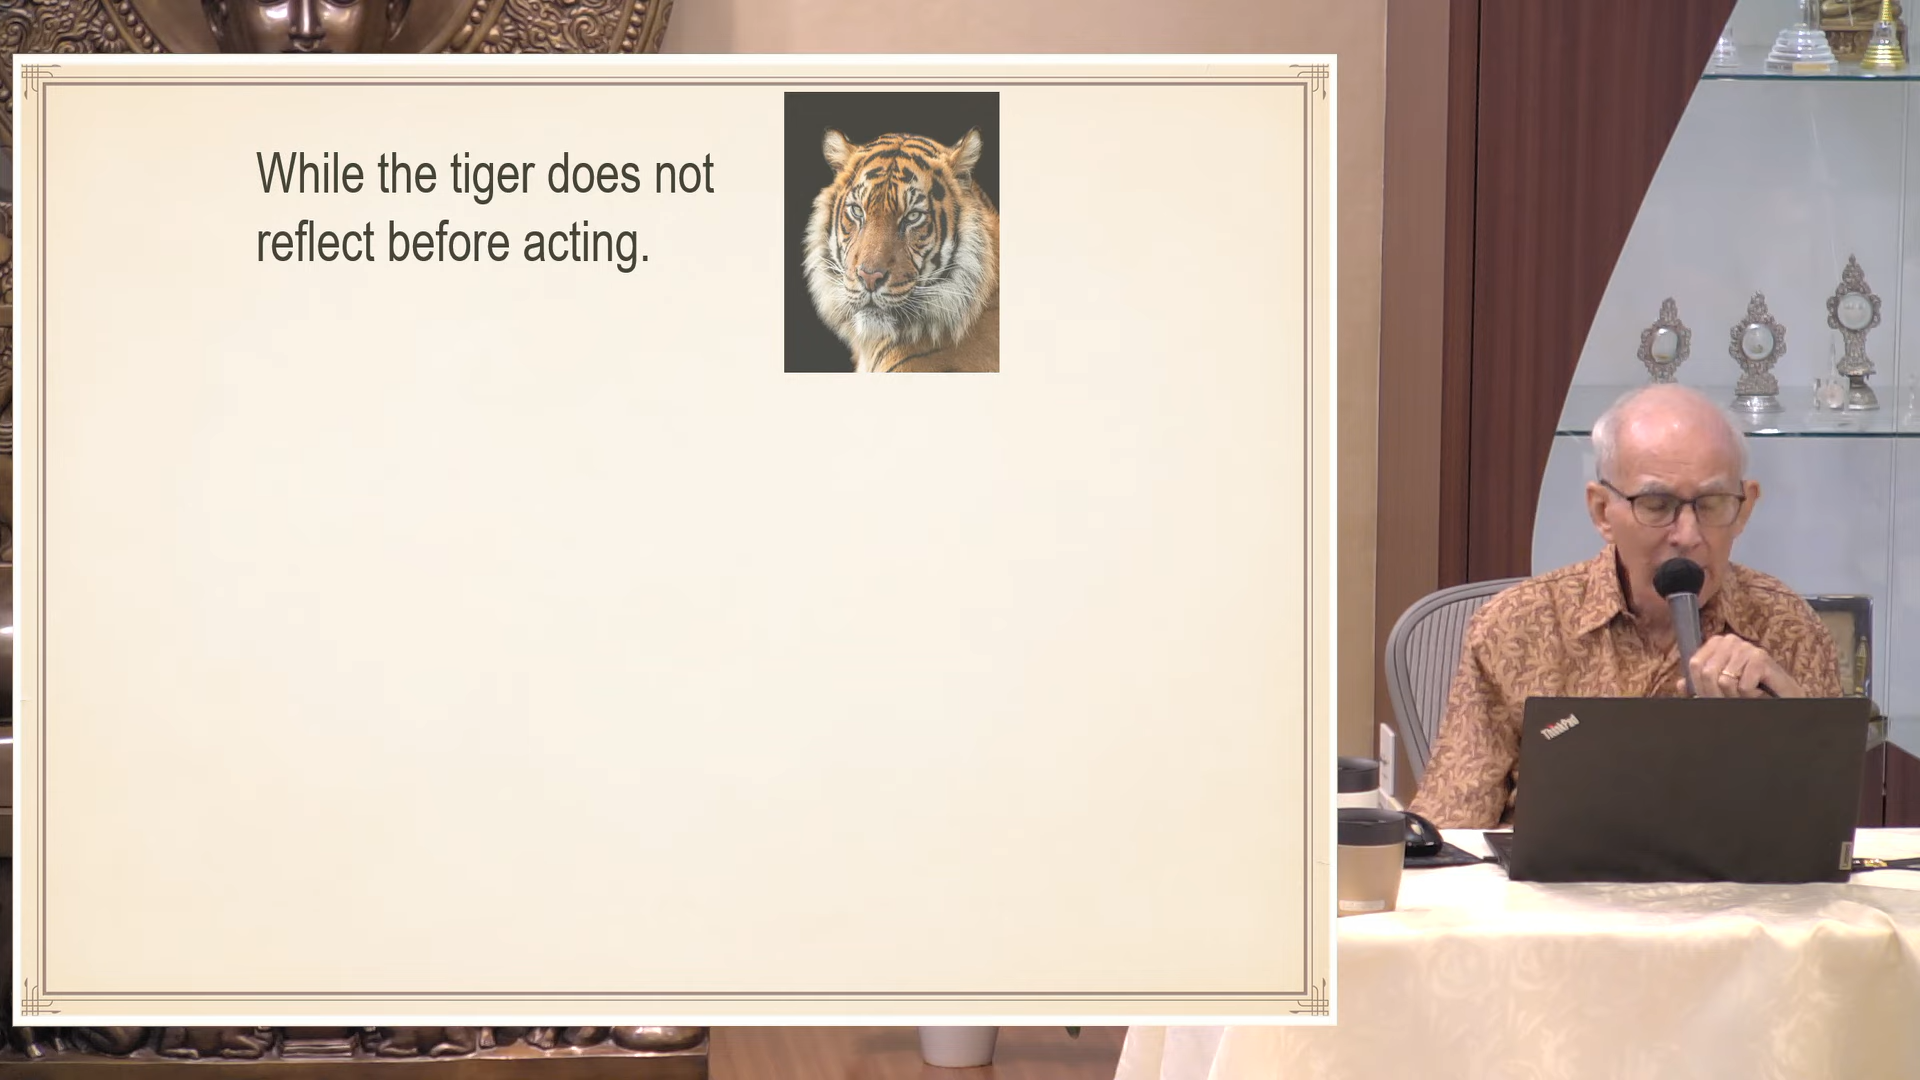 While the tiger does not
reflect before acting.
ThinkPad